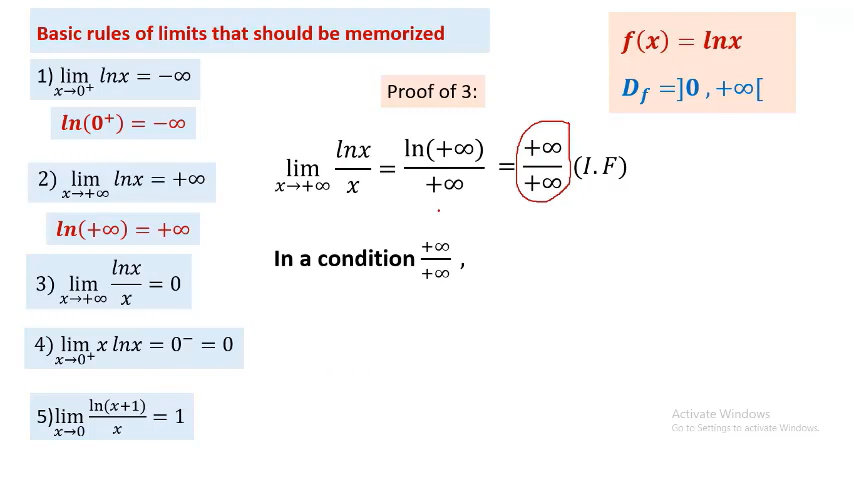 Basic rules of limits that should be memorized
f(x) = lnx
D_f =]0 , +∞[
1) lim_{x→0⁺} lnx = −∞
ln(0⁺) = −∞
2) lim_{x→+∞} lnx = +∞
ln(+∞) = +∞
3) lim_{x→+∞} lnx/x = 0
4) lim_{x→0⁺} x lnx = 0⁻ = 0
5)lim_{x→0} ln(x+1)/x = 1
Proof of 3:
lim_{x→+∞} lnx/x = ln(+∞)/+∞ = +∞/+∞ (I.F)
In a condition +∞/+∞ ,
Activate Windows
Go to Settings to activate Windows.